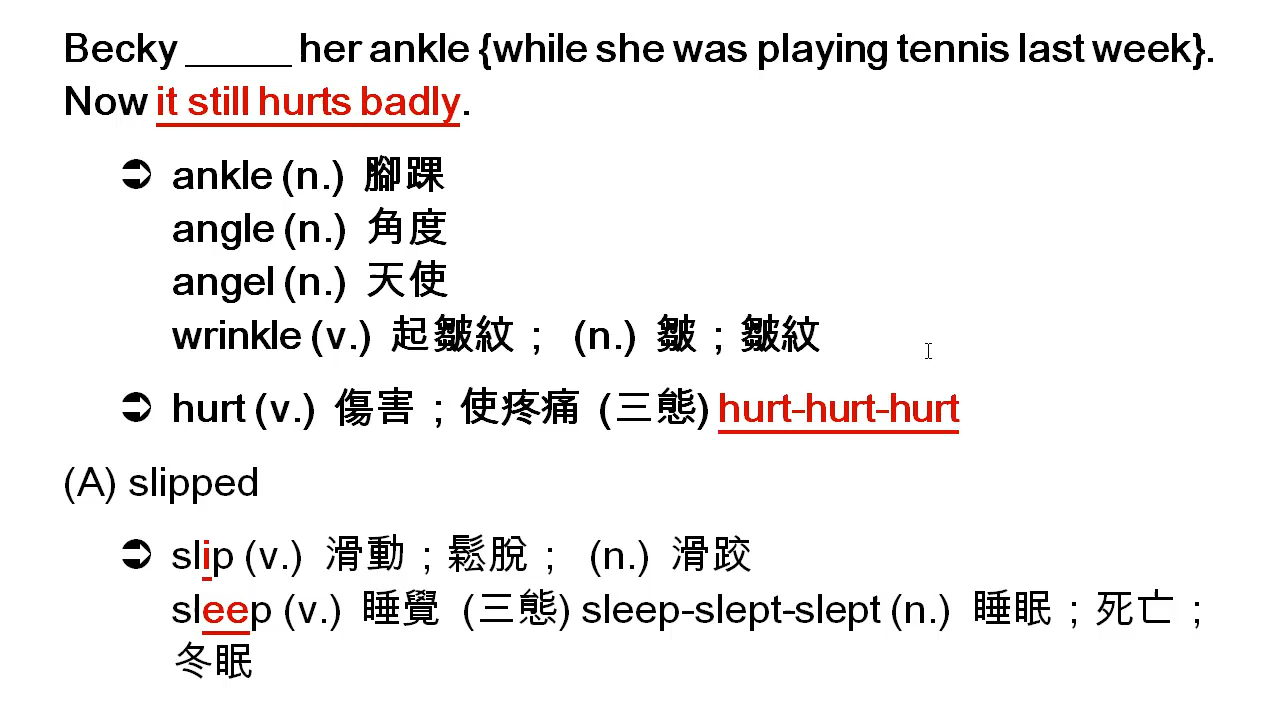 Becky _____ her ankle {while she was playing tennis last week}.
Now it still hurts badly.
➲ ankle (n.) 腳踝
angle (n.) 角度
angel (n.) 天使
wrinkle (v.) 起皺紋； (n.) 皺；皺紋
➲ hurt (v.) 傷害；使疼痛 (三態) hurt-hurt-hurt
(A) slipped
➲ slip (v.) 滑動；鬆脫； (n.) 滑跤
sleep (v.) 睡覺 (三態) sleep-slept-slept (n.) 睡眠；死亡；
冬眠